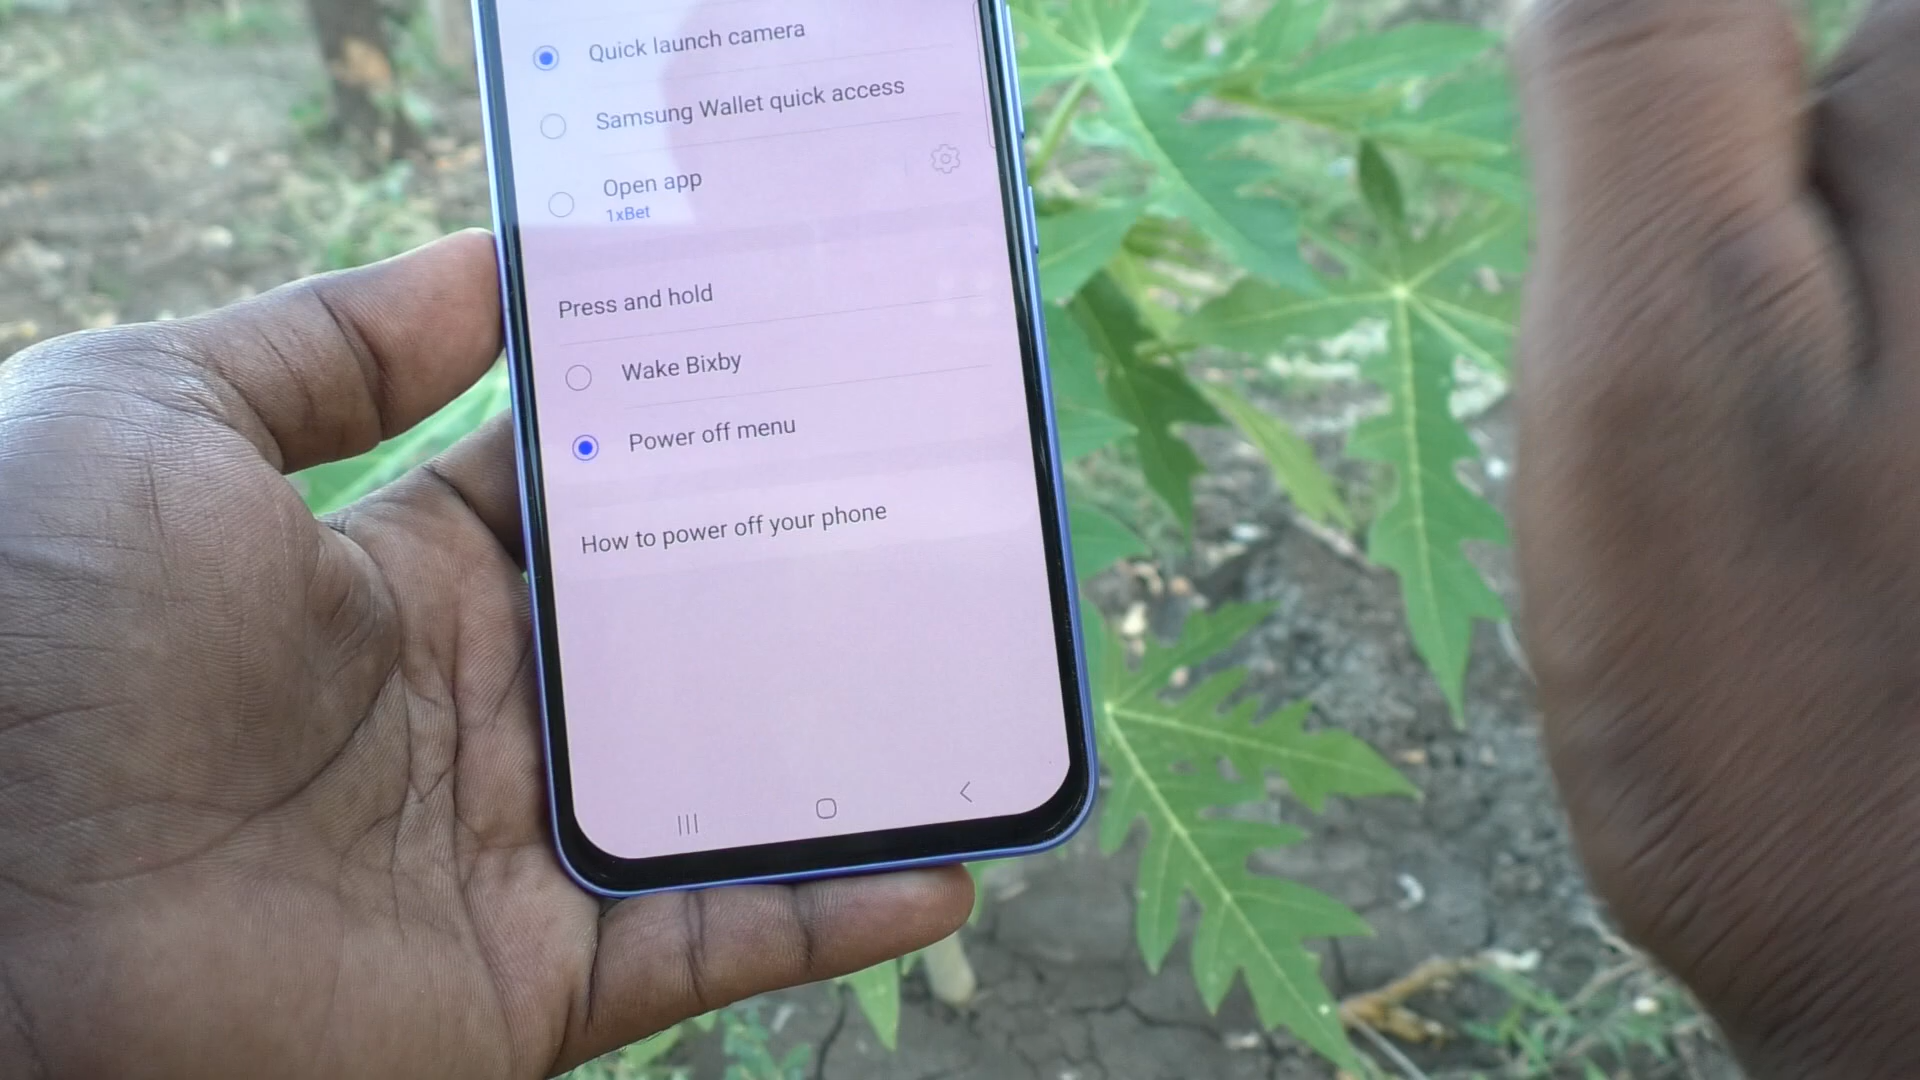 Quick launch camera
Samsung Wallet quick access
Open app
1xBet
Press and hold
Wake Bixby
Power off menu
How to power off your phone